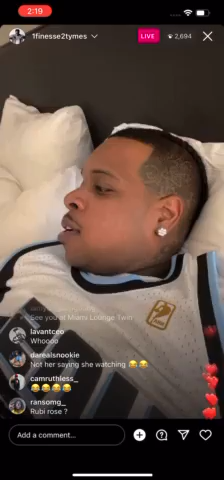 2:19
1finesse2tymes
LIVE
2,694
See you at Miami Lounge Twin
lavantceo
Whoooo
darealsnookie
Not her saying she watching 😂😂
camruthless_
😂😂😂😂
ransomg_
Rubi rose ?
Add a comment...